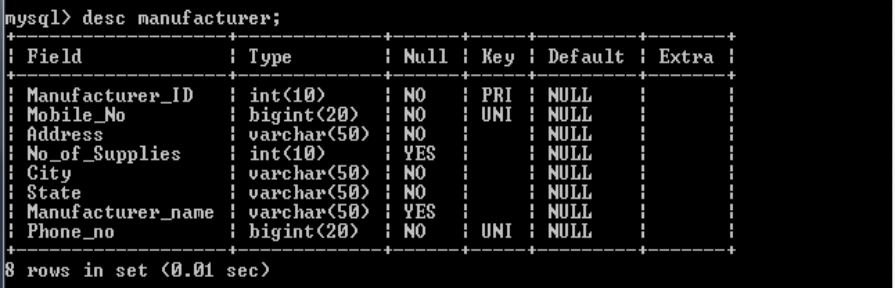 mysql> desc manufacturer;
+-------------------+-------------+------+-----+---------+-------+
| Field             | Type        | Null | Key | Default | Extra |
+-------------------+-------------+------+-----+---------+-------+
| Manufacturer_ID   | int(10)     | NO   | PRI | NULL    |       |
| Mobile_No         | bigint(20)  | NO   | UNI | NULL    |       |
| Address           | varchar(50) | NO   |     | NULL    |       |
| No_of_Supplies    | int(10)     | YES  |     | NULL    |       |
| City              | varchar(50) | NO   |     | NULL    |       |
| State             | varchar(50) | NO   |     | NULL    |       |
| Manufacturer_name | varchar(50) | YES  |     | NULL    |       |
| Phone_no          | bigint(20)  | NO   | UNI | NULL    |       |
+-------------------+-------------+------+-----+---------+-------+
8 rows in set (0.01 sec)